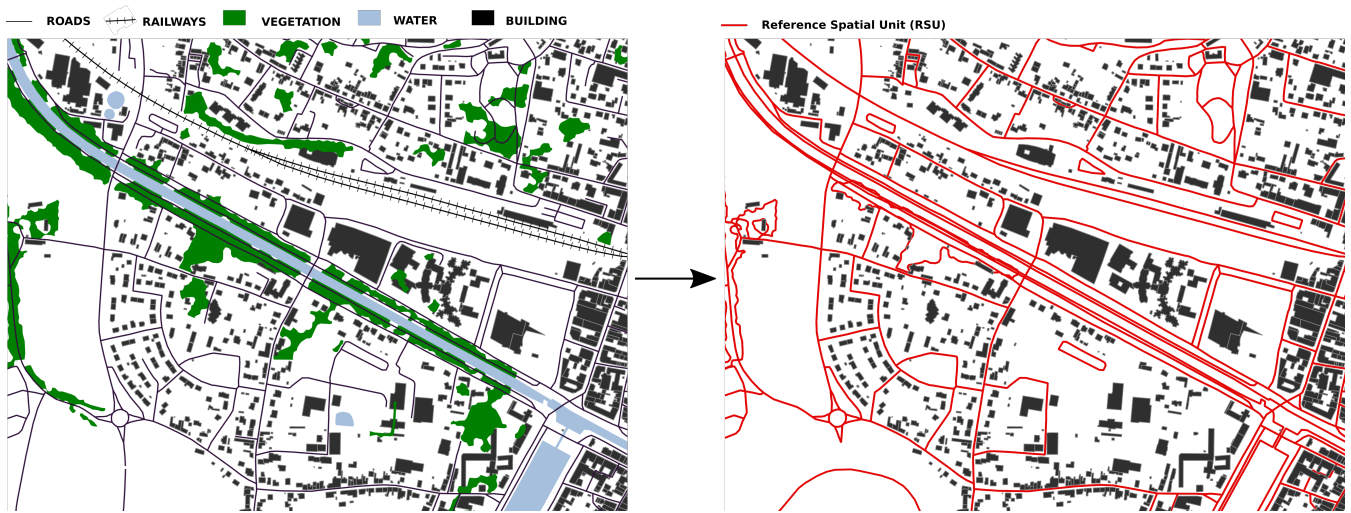 ROADS RAILWAYS VEGETATION WATER BUILDING
Reference Spatial Unit (RSU)